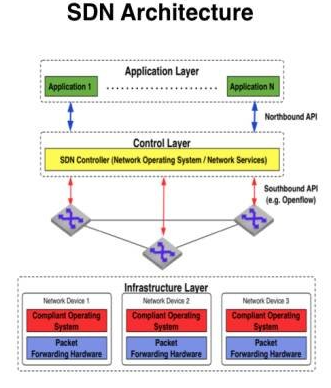 SDN Architecture
Application Layer
Application 1
Application N
Northbound API
Control Layer
SDN Controller (Network Operating System / Network Services)
Southbound API
(e.g. Openflow)
Infrastructure Layer
Network Device 1
Network Device 2
Network Device 3
Compliant Operating
System
Compliant Operating
System
Compliant Operating
System
Packet
Forwarding Hardware
Packet
Forwarding Hardware
Packet
Forwarding Hardware